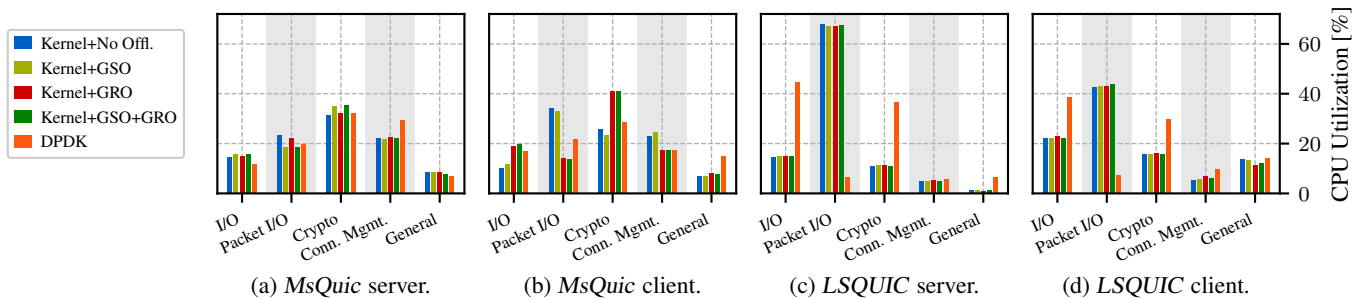 Kernel+No Offl.
Kernel+GSO
Kernel+GRO
Kernel+GSO+GRO
DPDK
I/O
Packet I/O
Crypto
Conn. Mgmt.
General
(a) MsQuic server.
I/O
Packet I/O
Crypto
Conn. Mgmt.
General
(b) MsQuic client.
I/O
Packet I/O
Crypto
Conn. Mgmt.
General
(c) LSQUIC server.
I/O
Packet I/O
Crypto
Conn. Mgmt.
General
(d) LSQUIC client.
60
40
20
0
CPU Utilization [%]